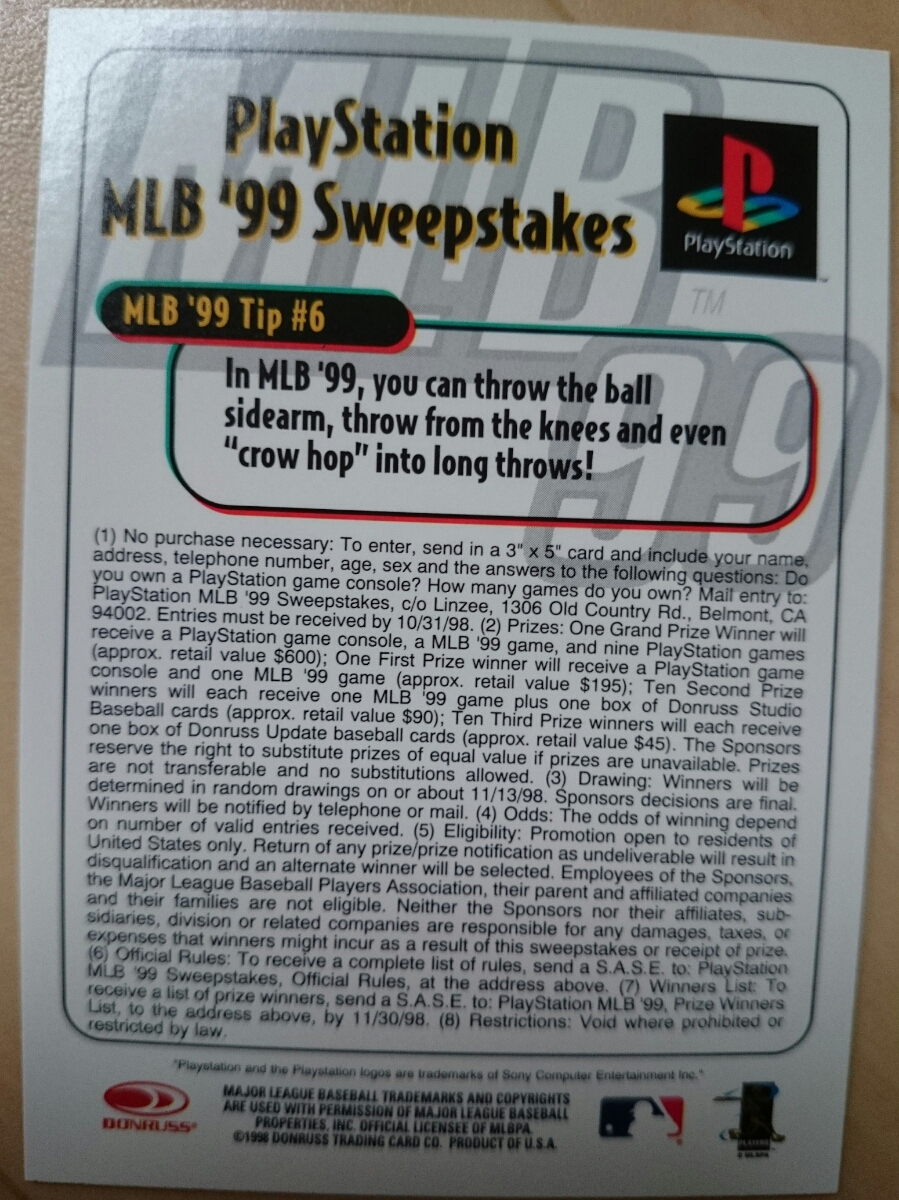 PlayStation
MLB '99 Sweepstakes
PlayStation
TM
MLB 99
MLB '99 Tip #6
In MLB '99, you can throw the ball
sidearm, throw from the knees and even
"crow hop" into long throws!
(1) No purchase necessary: To enter, send in a 3" x 5" card and include your name,
address, telephone number, age, sex and the answers to the following questions: Do
you own a PlayStation game console? How many games do you own? Mail entry to:
PlayStation MLB '99 Sweepstakes, c/o Linzee, 1306 Old Country Rd., Belmont, CA
94002. Entries must be received by 10/31/98. (2) Prizes: One Grand Prize Winner will
receive a PlayStation game console, a MLB '99 game, and nine PlayStation games
(approx. retail value $600); One First Prize winner will receive a PlayStation game
console and one MLB '99 game (approx. retail value $195); Ten Second Prize
winners will each receive one MLB '99 game plus one box of Donruss Studio
Baseball cards (approx. retail value $90); Ten Third Prize winners will each receive
one box of Donruss Update baseball cards (approx. retail value $45). The Sponsors
reserve the right to substitute prizes of equal value if prizes are unavailable. Prizes
are not transferable and no substitutions allowed. (3) Drawing: Winners will be
determined in random drawings on or about 11/13/98. Sponsors decisions are final.
Winners will be notified by telephone or mail. (4) Odds: The odds of winning depend
on number of valid entries received. (5) Eligibility: Promotion open to residents of
United States only. Return of any prize/prize notification as undeliverable will result in
disqualification and an alternate winner will be selected. Employees of the Sponsors,
the Major League Baseball Players Association, their parent and affiliated companies
and their families are not eligible. Neither the Sponsors nor their affiliates, sub-
sidiaries, division or related companies are responsible for any damages, taxes, or
expenses that winners might incur as a result of this sweepstakes or receipt of prize.
(6) Official Rules: To receive a complete list of rules, send a S.A.S.E. to: PlayStation
MLB '99 Sweepstakes, Official Rules, at the address above. (7) Winners List: To
receive a list of prize winners, send a S.A.S.E. to: PlayStation MLB '99, Prize Winners
List, to the address above, by 11/30/98. (8) Restrictions: Void where prohibited or
restricted by law.
"Playstation and the Playstation logos are trademarks of Sony Computer Entertainment Inc."
DONRUSS®
MAJOR LEAGUE BASEBALL TRADEMARKS AND COPYRIGHTS
ARE USED WITH PERMISSION OF MAJOR LEAGUE BASEBALL
PROPERTIES, INC. OFFICIAL LICENSEE OF MLBPA.
©1998 DONRUSS TRADING CARD CO. PRODUCT OF U.S.A.
PLAYERS
© MLBPA